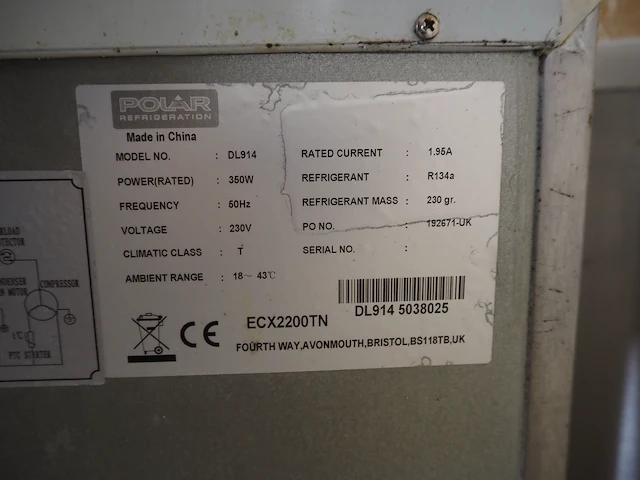 POLAR
REFRIGERATION
Made in China
MODEL NO. : DL914
POWER(RATED) : 350W
FREQUENCY : 50Hz
VOLTAGE : 230V
CLIMATIC CLASS : T
AMBIENT RANGE : 18~ 43℃
RATED CURRENT : 1.95A
REFRIGERANT : R134a
REFRIGERANT MASS : 230 gr.
PO NO. : 192671-UK
SERIAL NO. :
DL914 5038025
CE
ECX2200TN
FOURTH WAY,AVONMOUTH,BRISTOL,BS118TB,UK
COMPRESSOR
PTC STARTER